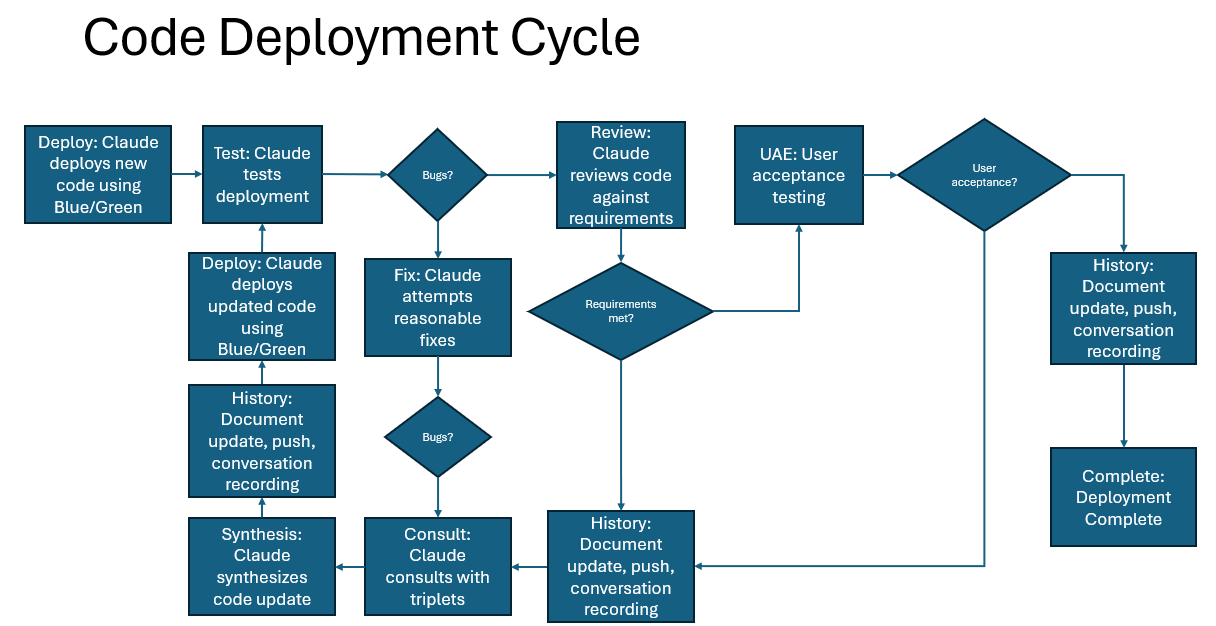 Code Deployment Cycle
Deploy: Claude
deploys new
code using
Blue/Green
Test: Claude
tests
deployment
Bugs?
Review:
Claude
reviews code
against
requirements
UAE: User
acceptance
testing
User
acceptance?
Deploy: Claude
deploys
updated code
using
Blue/Green
Fix: Claude
attempts
reasonable
fixes
Requirements
met?
History:
Document
update, push,
conversation
recording
History:
Document
update, push,
conversation
recording
Bugs?
Complete:
Deployment
Complete
Synthesis:
Claude
synthesizes
code update
Consult:
Claude
consults with
triplets
History:
Document
update, push,
conversation
recording